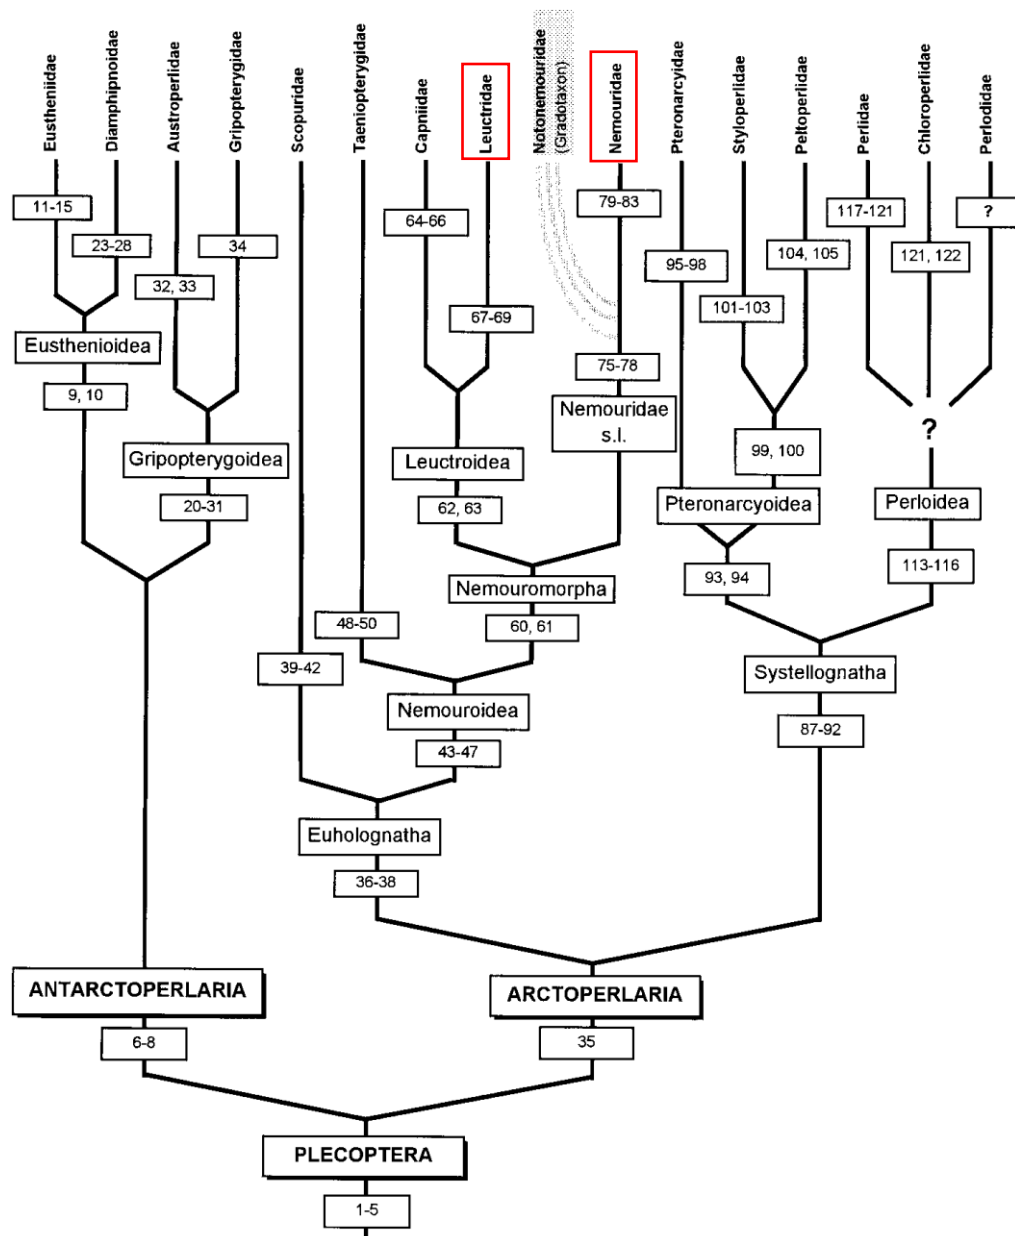 Eustheniidae
Diamphipnoidae
Austroperlidae
Gripopterygidae
Scopuridae
Taeniopterygidae
Capniidae
Leuctridae
Notonemouridae
(Gradotaxon)
Nemouridae
Pteronarcyidae
Styloperlidae
Peltoperlidae
Perlidae
Chloroperlidae
Perlodidae
11-15
23-28
32, 33
34
64-66
67-69
79-83
95-98
101-103
104, 105
117-121
121, 122
?
Eusthenioidea
9, 10
75-78
Nemouridae
s.l.
?
Gripopterygoidea
20-31
Leuctroidea
62, 63
99, 100
Pteronarcyoidea
93, 94
Perloidea
113-116
Nemouromorpha
60, 61
48-50
39-42
Systellognatha
87-92
Nemouroidea
43-47
Euholognatha
36-38
ANTARCTOPERLARIA
6-8
ARCTOPERLARIA
35
PLECOPTERA
1-5